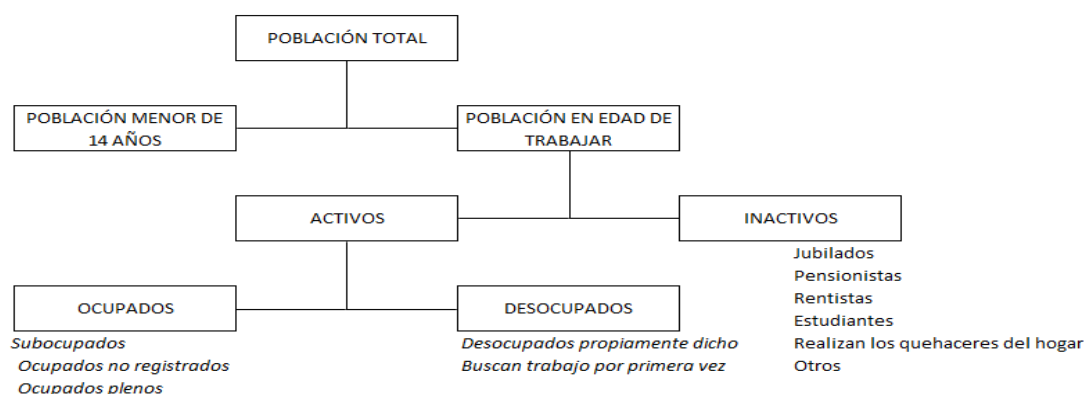 POBLACIÓN TOTAL
POBLACIÓN MENOR DE
14 AÑOS
POBLACIÓN EN EDAD DE
TRABAJAR
ACTIVOS
INACTIVOS
Jubilados
Pensionistas
Rentistas
Estudiantes
Realizan los quehaceres del hogar
Otros
OCUPADOS
Subocupados
Ocupados no registrados
Ocupados plenos
DESOCUPADOS
Desocupados propiamente dicho
Buscan trabajo por primera vez